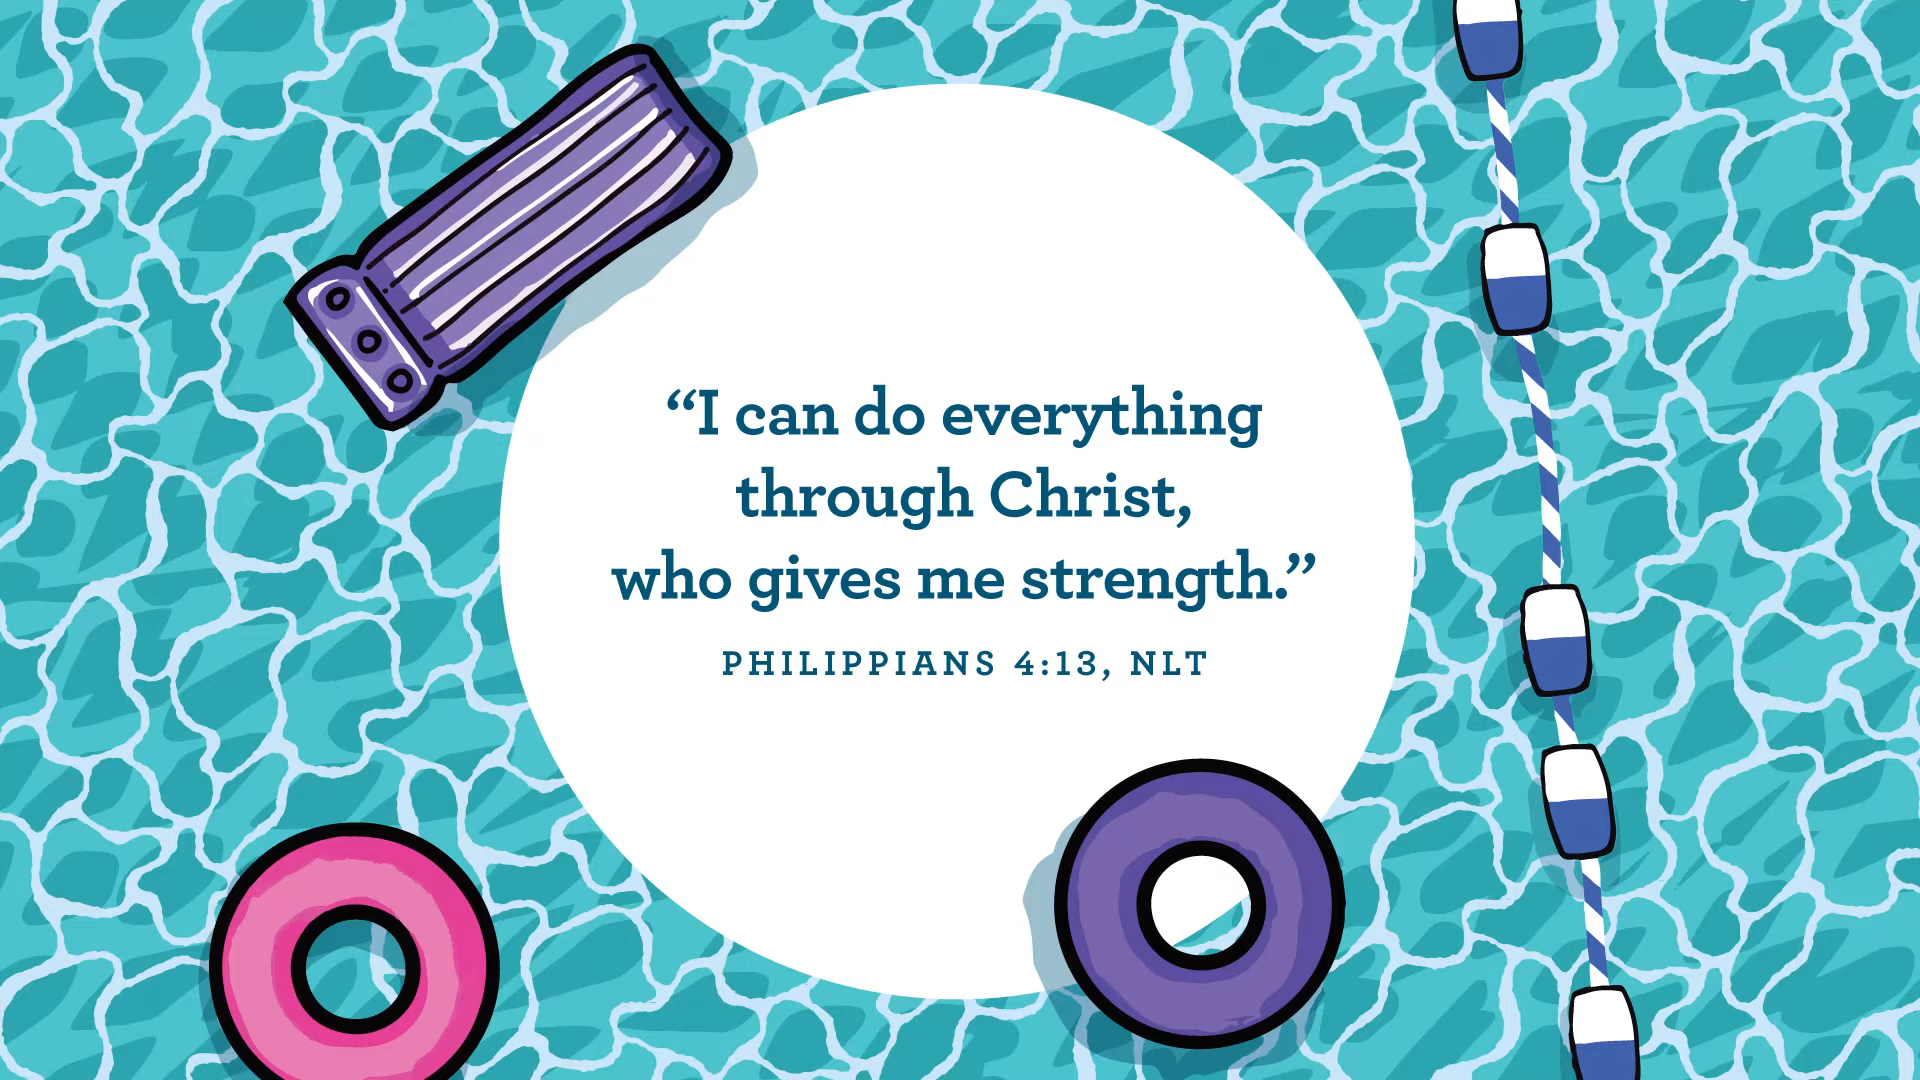 “I can do everything
through Christ,
who gives me strength.”
PHILIPPIANS 4:13, NLT